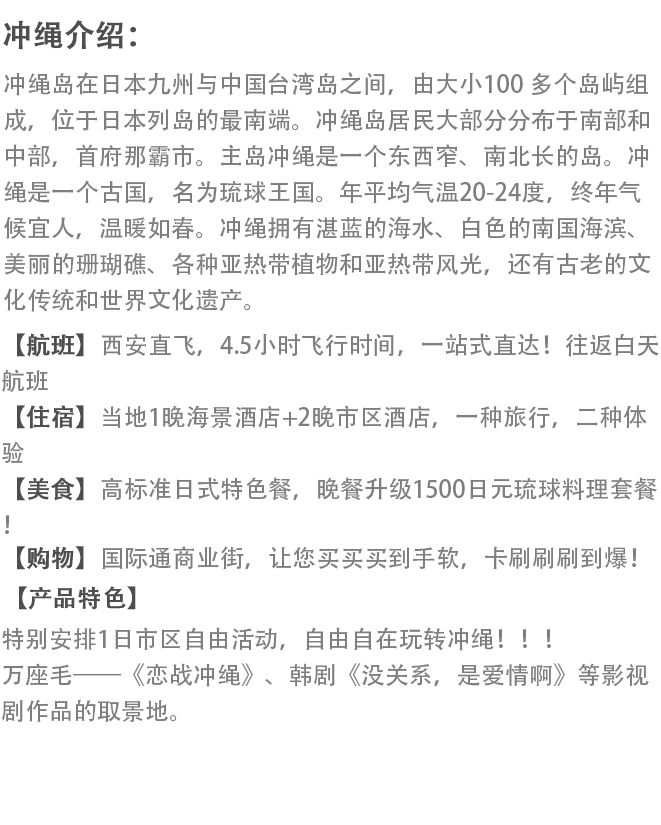 冲绳介绍：
冲绳岛在日本九州与中国台湾岛之间，由大小100 多个岛屿组
成，位于日本列岛的最南端。冲绳岛居民大部分分布于南部和
中部，首府那霸市。主岛冲绳是一个东西窄、南北长的岛。冲
绳是一个古国，名为琉球王国。年平均气温20-24度，终年气
候宜人，温暖如春。冲绳拥有湛蓝的海水、白色的南国海滨、
美丽的珊瑚礁、各种亚热带植物和亚热带风光，还有古老的文
化传统和世界文化遗产。
【航班】西安直飞，4.5小时飞行时间，一站式直达！往返白天
航班
【住宿】当地1晚海景酒店+2晚市区酒店，一种旅行，二种体
验
【美食】高标准日式特色餐，晚餐升级1500日元琉球料理套餐
！
【购物】国际通商业街，让您买买买到手软，卡刷刷刷到爆！
【产品特色】
特别安排1日市区自由活动，自由自在玩转冲绳！！！
万座毛——《恋战冲绳》、韩剧《没关系，是爱情啊》等影视
剧作品的取景地。